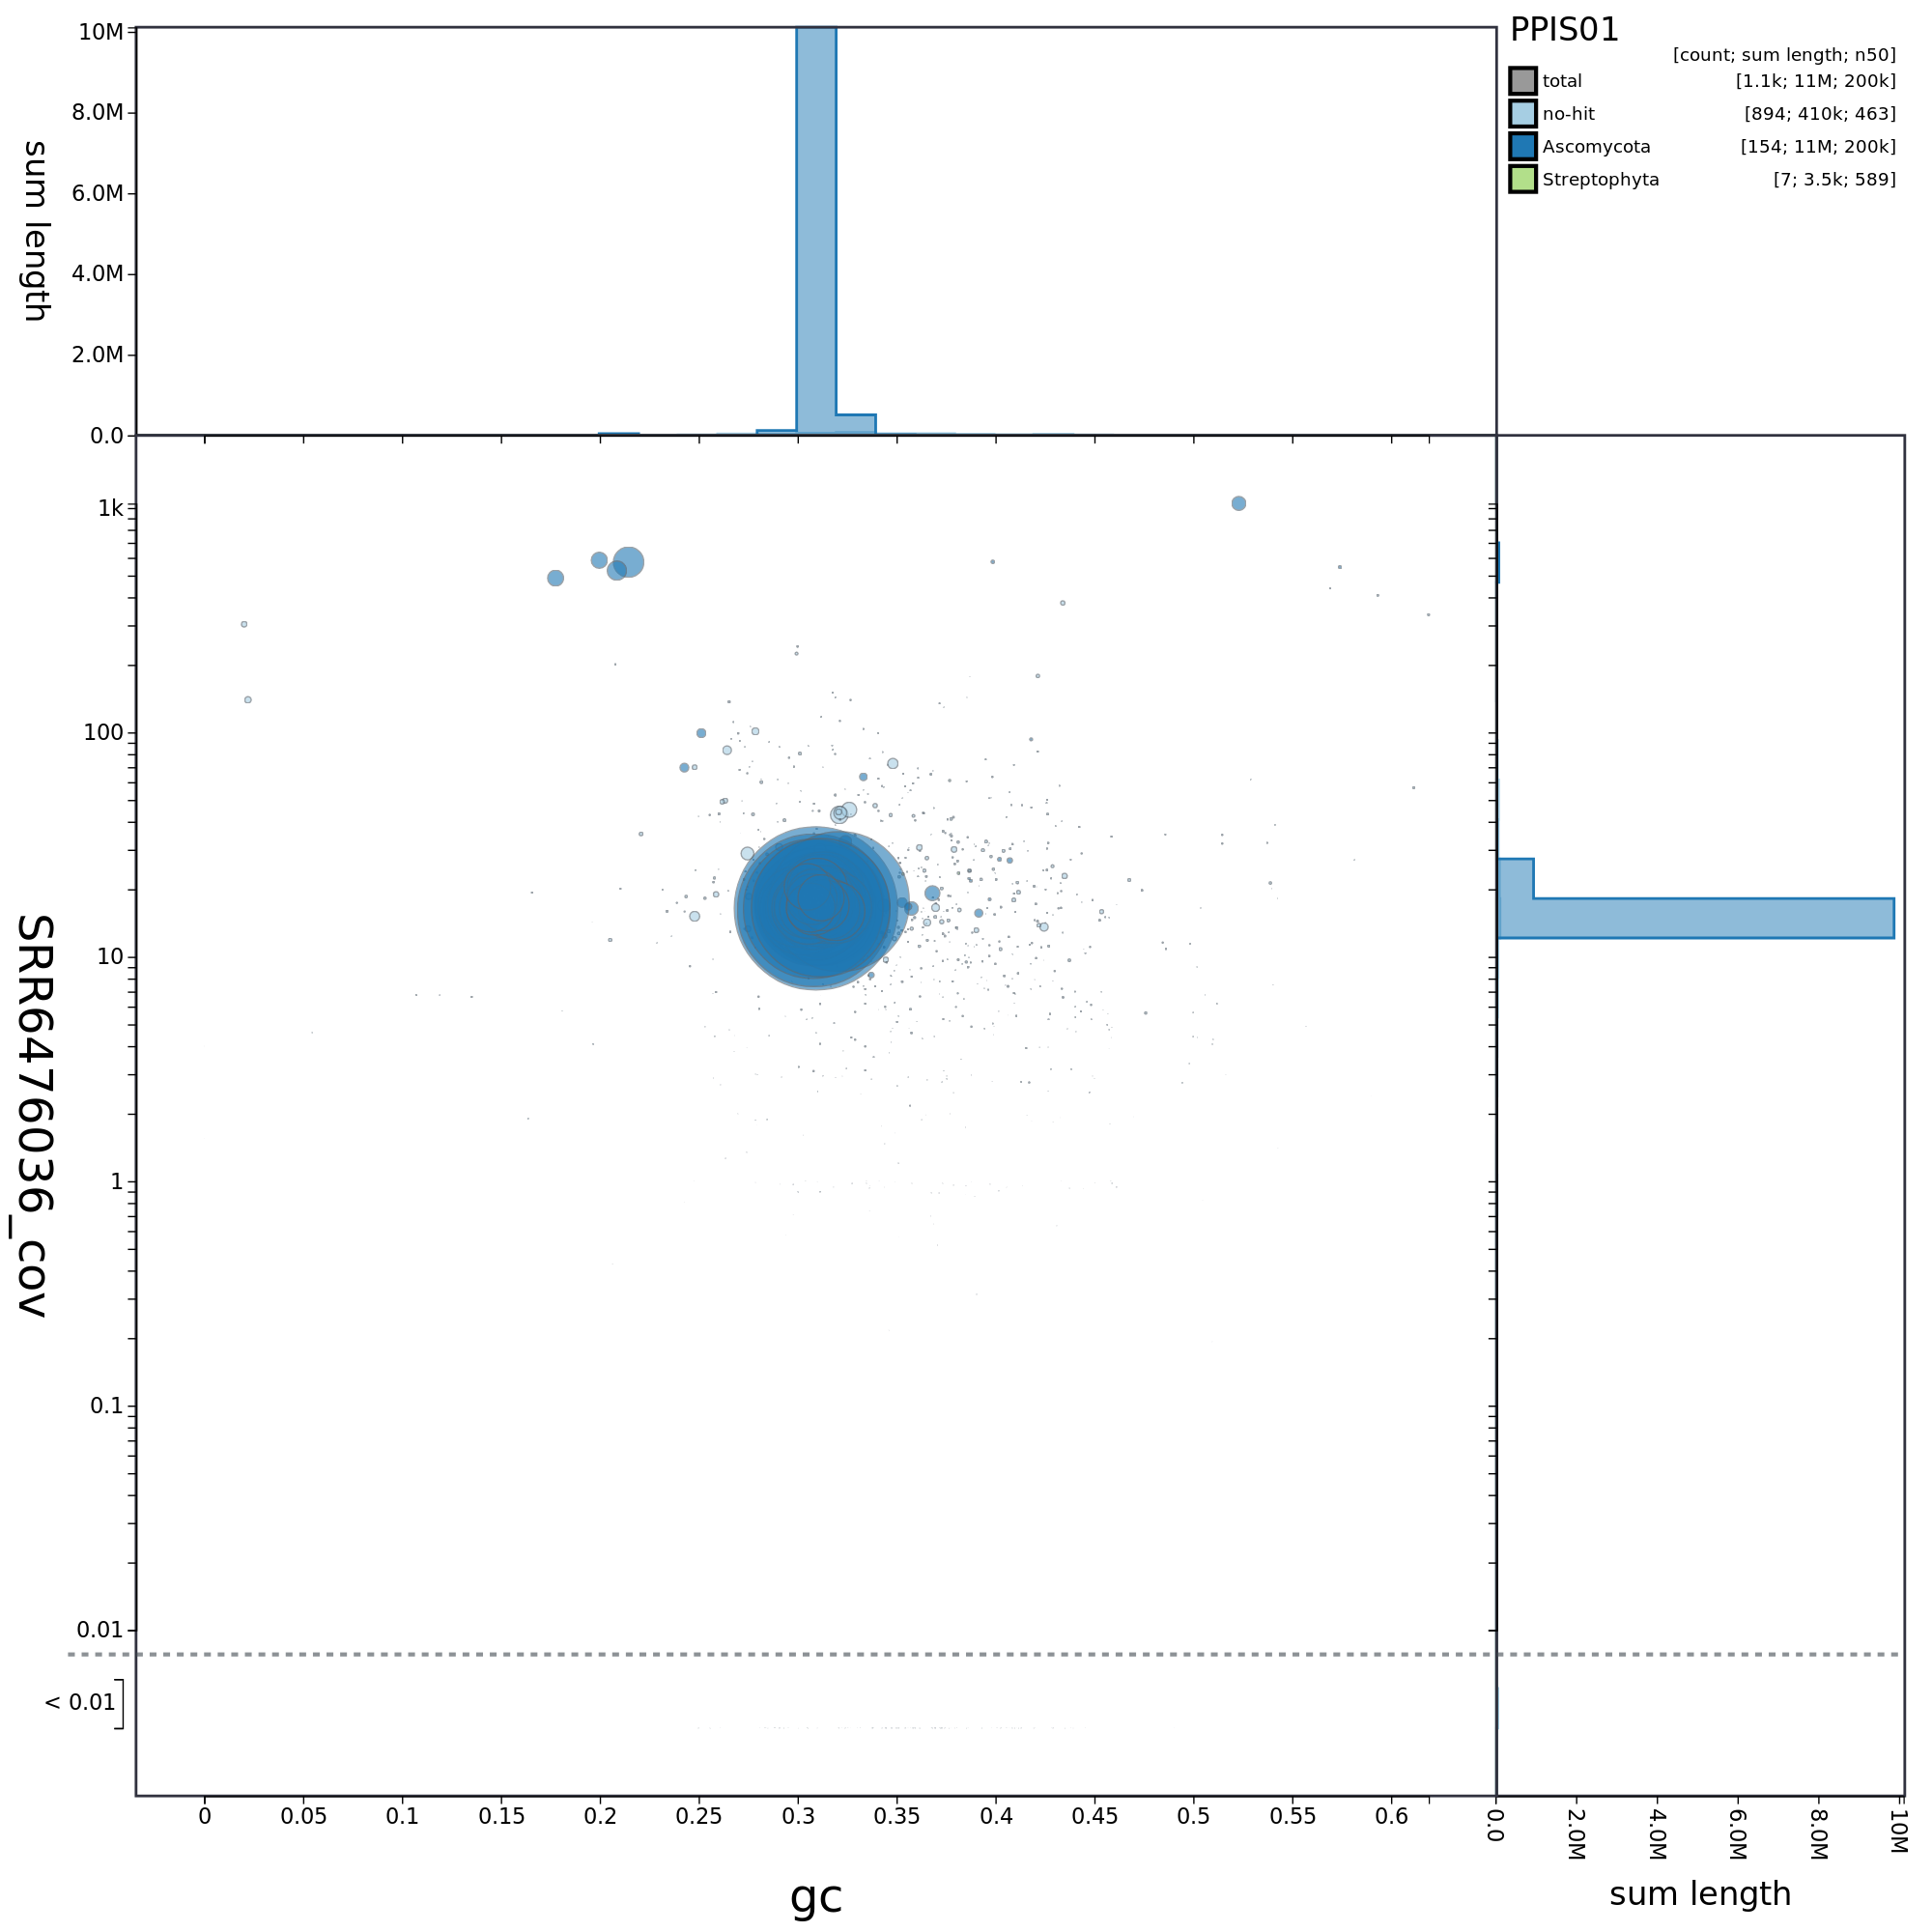 PPIS01
[count; sum length; n50]
total [1.1k; 11M; 200k]
no-hit [894; 410k; 463]
Ascomycota [154; 11M; 200k]
Streptophyta [7; 3.5k; 589]
10M
8.0M
6.0M
4.0M
2.0M
0.0
sum length
1k
100
10
1
0.1
0.01
< 0.01
SRR6476036_cov
0 0.05 0.1 0.15 0.2 0.25 0.3 0.35 0.4 0.45 0.5 0.55 0.6
gc
0.0 2.0M 4.0M 6.0M 8.0M 10M
sum length